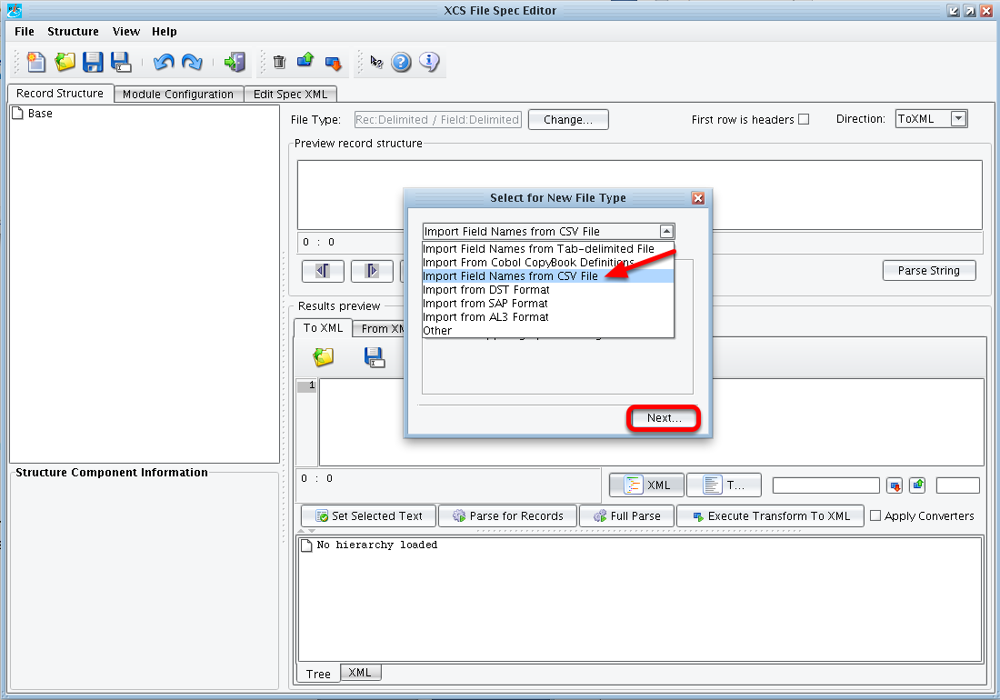 XCS File Spec Editor
File Structure View Help
Record Structure Module Configuration Edit Spec XML
Base
File Type: Rec:Delimited / Field:Delimited Change... First row is headers Direction: ToXML
Preview record structure
Select for New File Type
Import Field Names from CSV File
Import Field Names from Tab-delimited File
Import From Cobol CopyBook Definitions
Import Field Names from CSV File
Import from DST Format
Import from SAP Format
Import from AL3 Format
Other
0 : 0
Parse String
Results preview
To XML From XM
1
Next...
Structure Component Information
0 : 0 XML T...
Set Selected Text Parse for Records Full Parse Execute Transform To XML Apply Converters
No hierarchy loaded
Tree XML